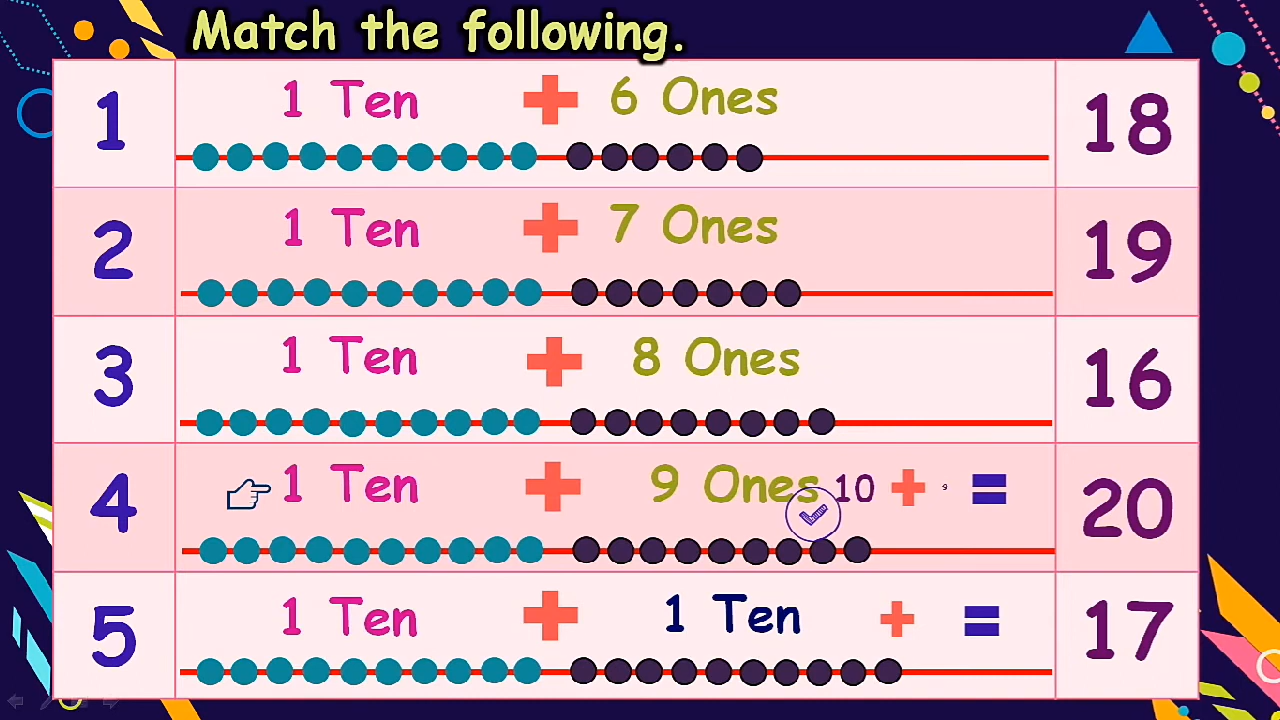 Match the following.
1 1 Ten + 6 Ones 18
2 1 Ten + 7 Ones 19
3 1 Ten + 8 Ones 16
4 1 Ten + 9 Ones 10 + 9 = 20
5 1 Ten + 1 Ten + = 17